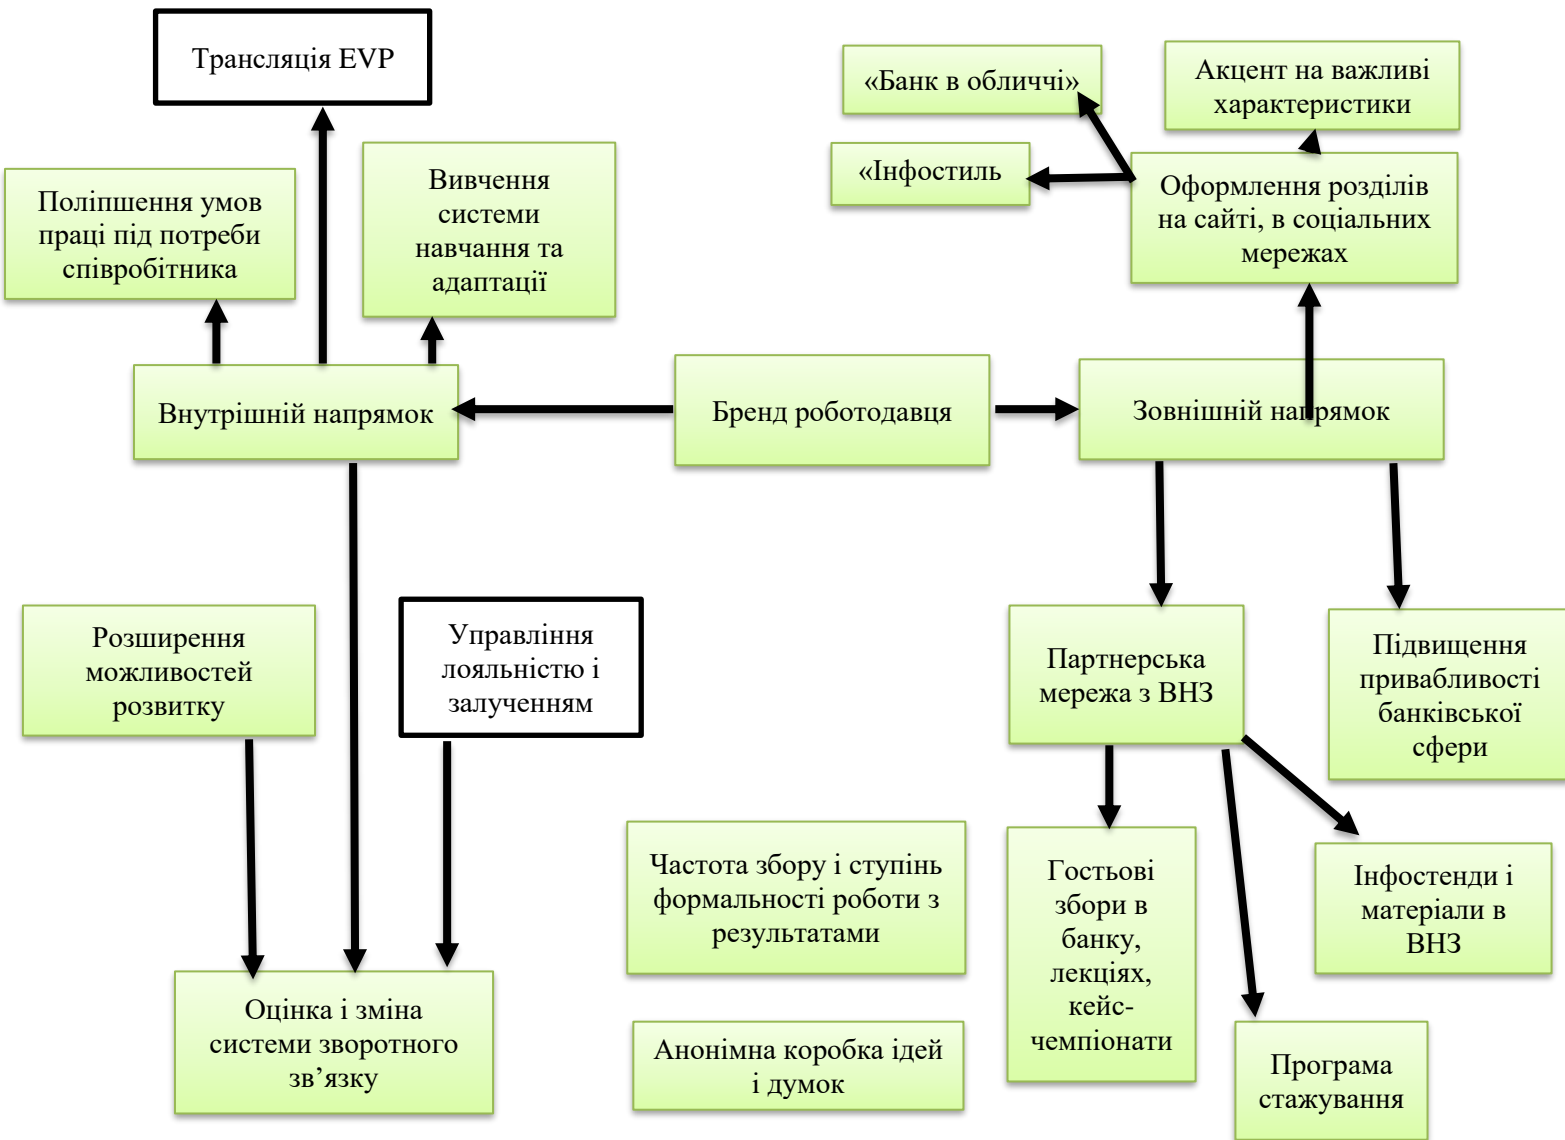 Трансляція EVP
«Банк в обличчі»
Акцент на важливі
характеристики
Поліпшення умов
праці під потреби
співробітника
Вивчення
системи
навчання та
адаптації
«Інфостиль
Оформлення розділів
на сайті, в соціальних
мережах
Внутрішній напрямок
Бренд роботодавця
Зовнішній напрямок
Розширення
можливостей
розвитку
Управління
лояльністю і
залученням
Партнерська
мережа з ВНЗ
Підвищення
привабливості
банківської
сфери
Частота збору і ступінь
формальності роботи з
результатами
Гостьові
збори в
банку,
лекціях,
кейс-
чемпіонати
Інфостенди і
матеріали в
ВНЗ
Оцінка і зміна
системи зворотного
зв’язку
Анонімна коробка ідей
і думок
Програма
стажування